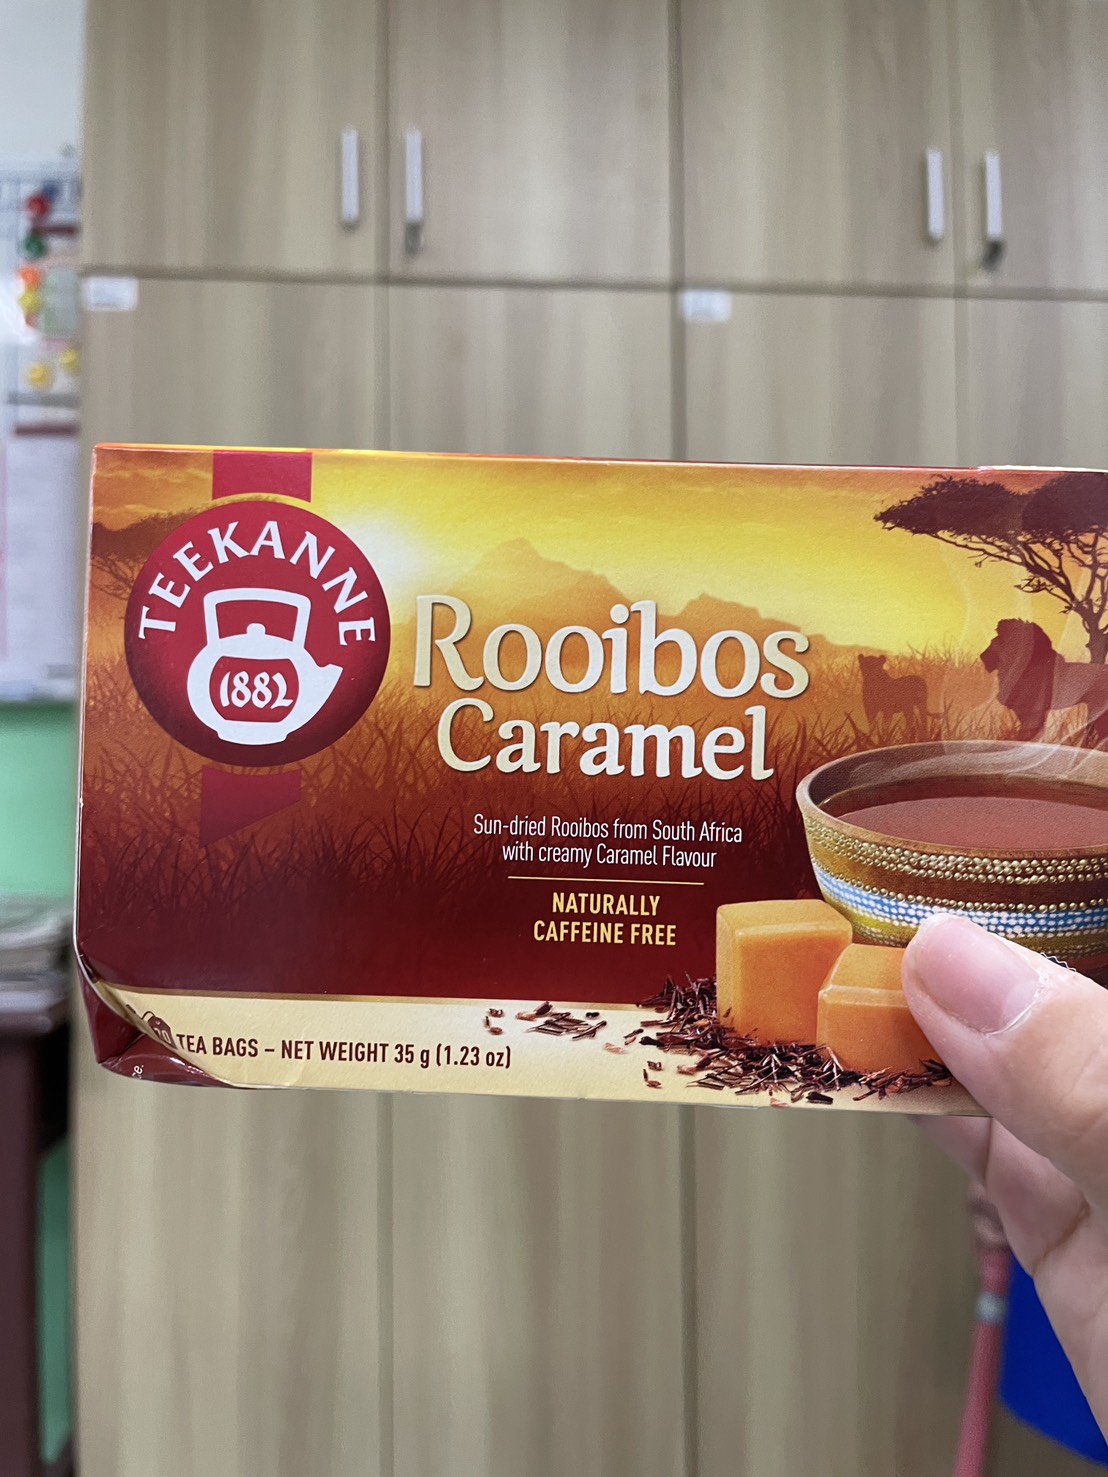 TEEKANNE
1882
Rooibos
Caramel
Sun-dried Rooibos from South Africa
with creamy Caramel Flavour
NATURALLY
CAFFEINE FREE
TEA BAGS – NET WEIGHT 35 g (1.23 oz)